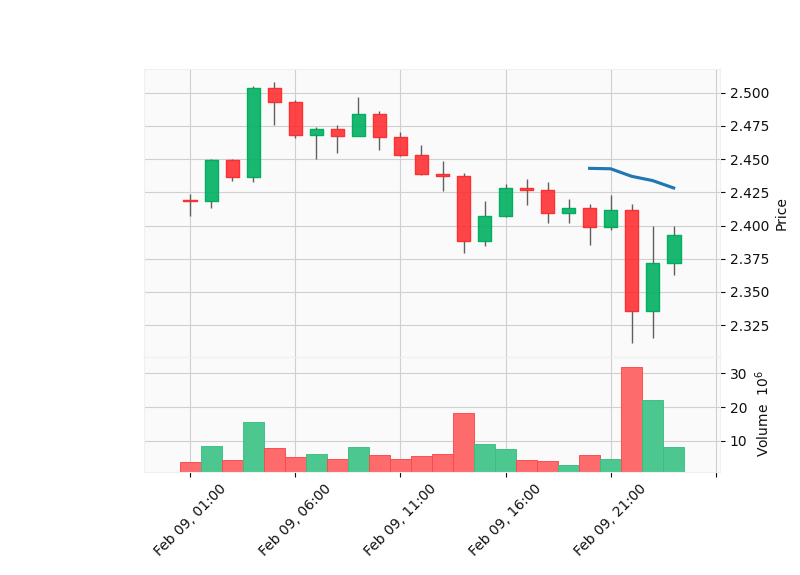 2.500
2.475
2.450
2.425
2.400
2.375
2.350
2.325
Price
30
20
10
Volume 10⁶
Feb 09, 01:00
Feb 09, 06:00
Feb 09, 11:00
Feb 09, 16:00
Feb 09, 21:00